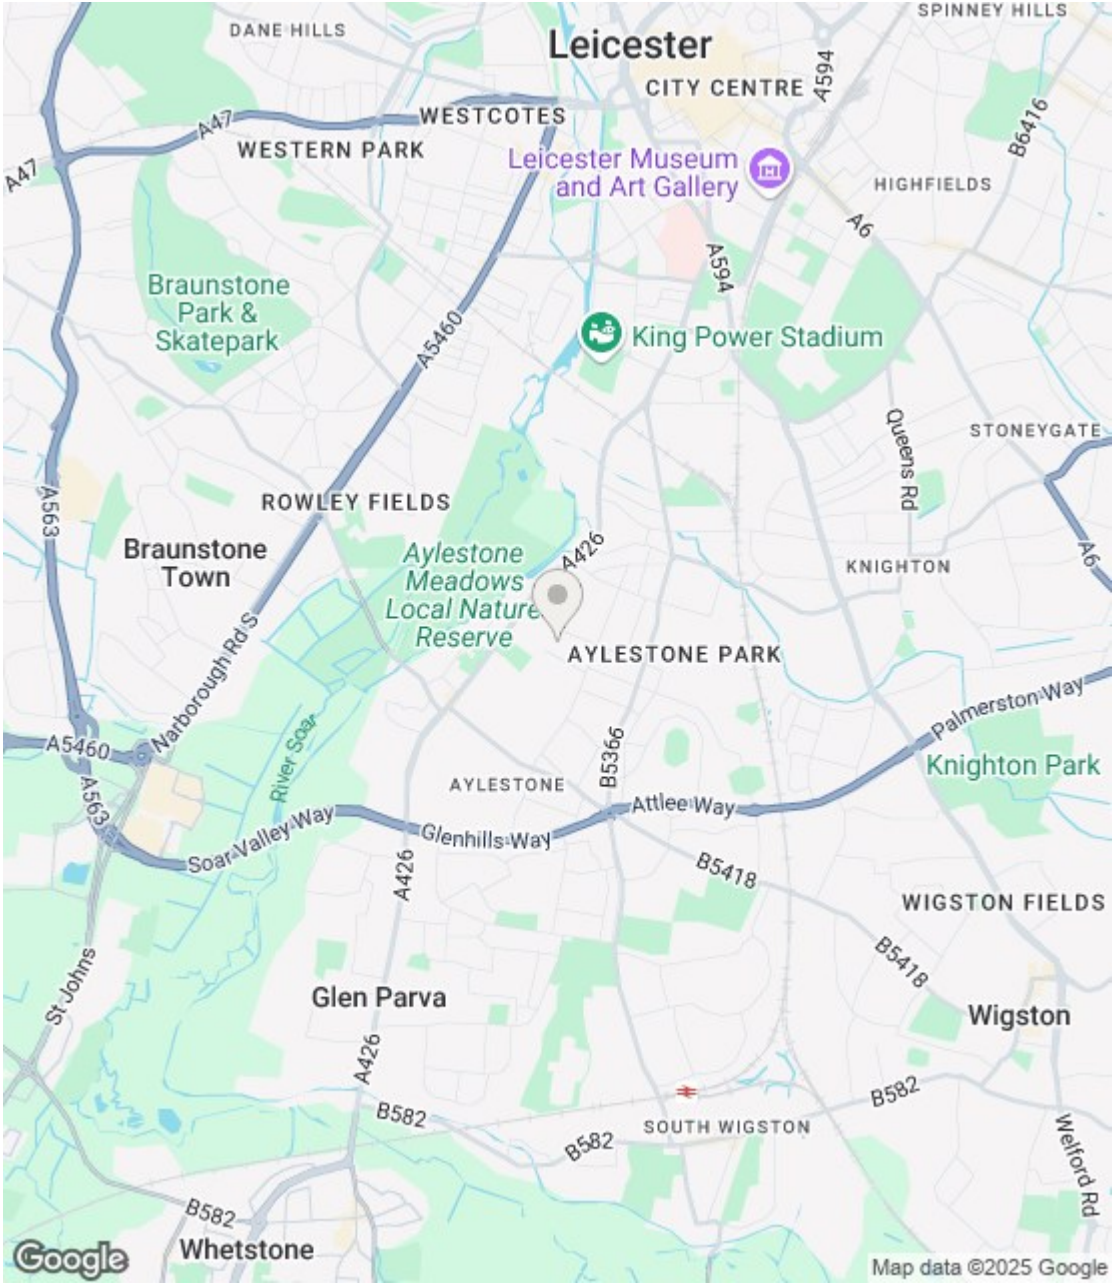 SPINNEY HILLS
DANE HILLS
Leicester
A594
CITY CENTRE
WESTCOTES
B6416
A47
WESTERN PARK
A47
Leicester Museum
and Art Gallery
HIGHFIELDS
A6
A594
Braunstone
Park &
Skatepark
A5460
King Power Stadium
Queens Rd
STONEYGATE
ROWLEY FIELDS
A563
Braunstone
Town
Aylestone
Meadows
Local Nature
Reserve
A426
KNIGHTON
A6
AYLESTONE PARK
Narborough Rd S
Palmerston Way
A5460
River Soar
B5366
Knighton Park
AYLESTONE
A563
Attlee Way
Soar Valley Way
Glenhills Way
A426
B5418
WIGSTON FIELDS
B5418
St Johns
Glen Parva
Wigston
A426
B582
B582
SOUTH WIGSTON
B582
Welford Rd
B582
Whetstone
Google
Map data ©2025 Google